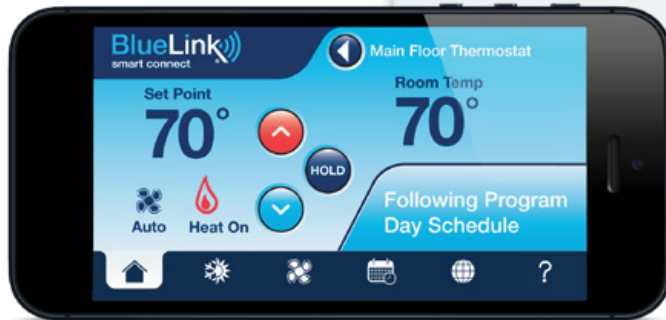 BlueLink
smart connect
Main Floor Thermostat
Set Point
70°
Room Temp
70°
HOLD
Auto
Heat On
Following Program
Day Schedule
?